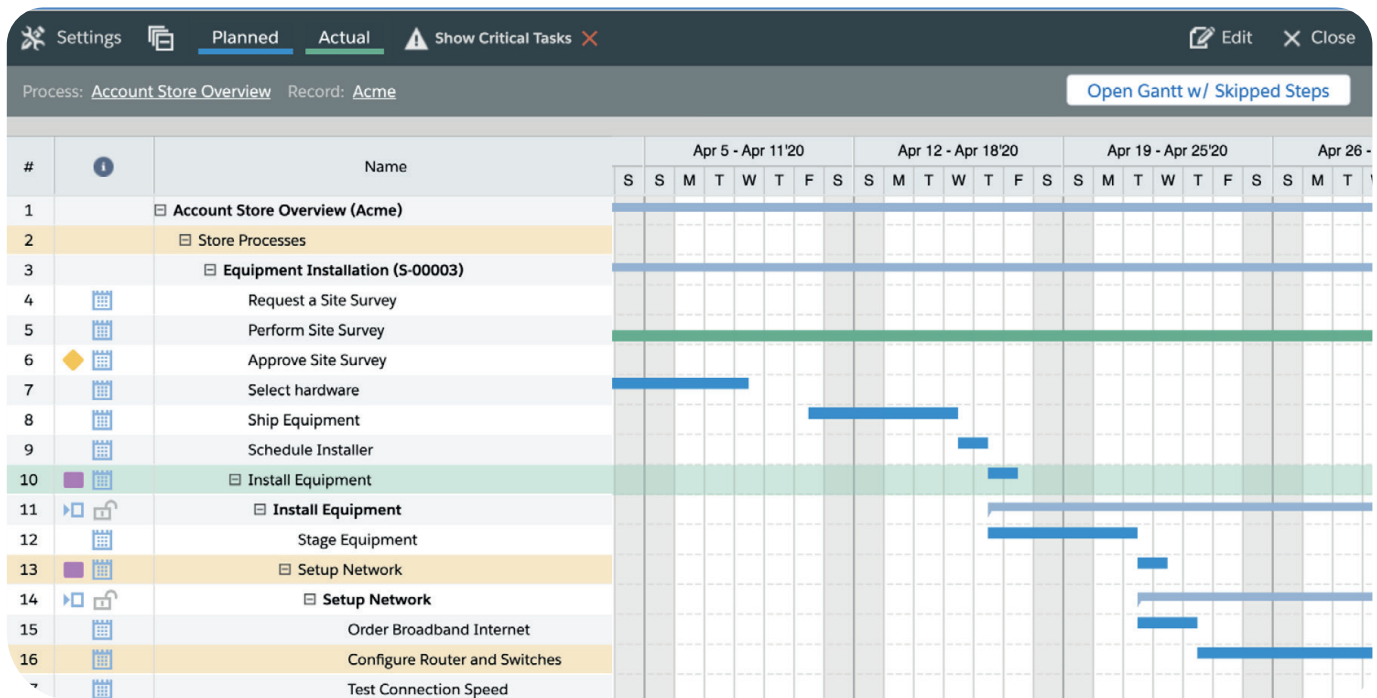 Settings Planned Actual Show Critical Tasks Edit Close
Process: Account Store Overview Record: Acme Open Gantt w/ Skipped Steps
# Name Apr 5 - Apr 11'20 Apr 12 - Apr 18'20 Apr 19 - Apr 25'20 Apr 26 -
S S M T W T F S S M T W T F S S M T W T F S S M T
1 Account Store Overview (Acme)
2 Store Processes
3 Equipment Installation (S-00003)
4 Request a Site Survey
5 Perform Site Survey
6 Approve Site Survey
7 Select hardware
8 Ship Equipment
9 Schedule Installer
10 Install Equipment
11 Install Equipment
12 Stage Equipment
13 Setup Network
14 Setup Network
15 Order Broadband Internet
16 Configure Router and Switches
Test Connection Speed